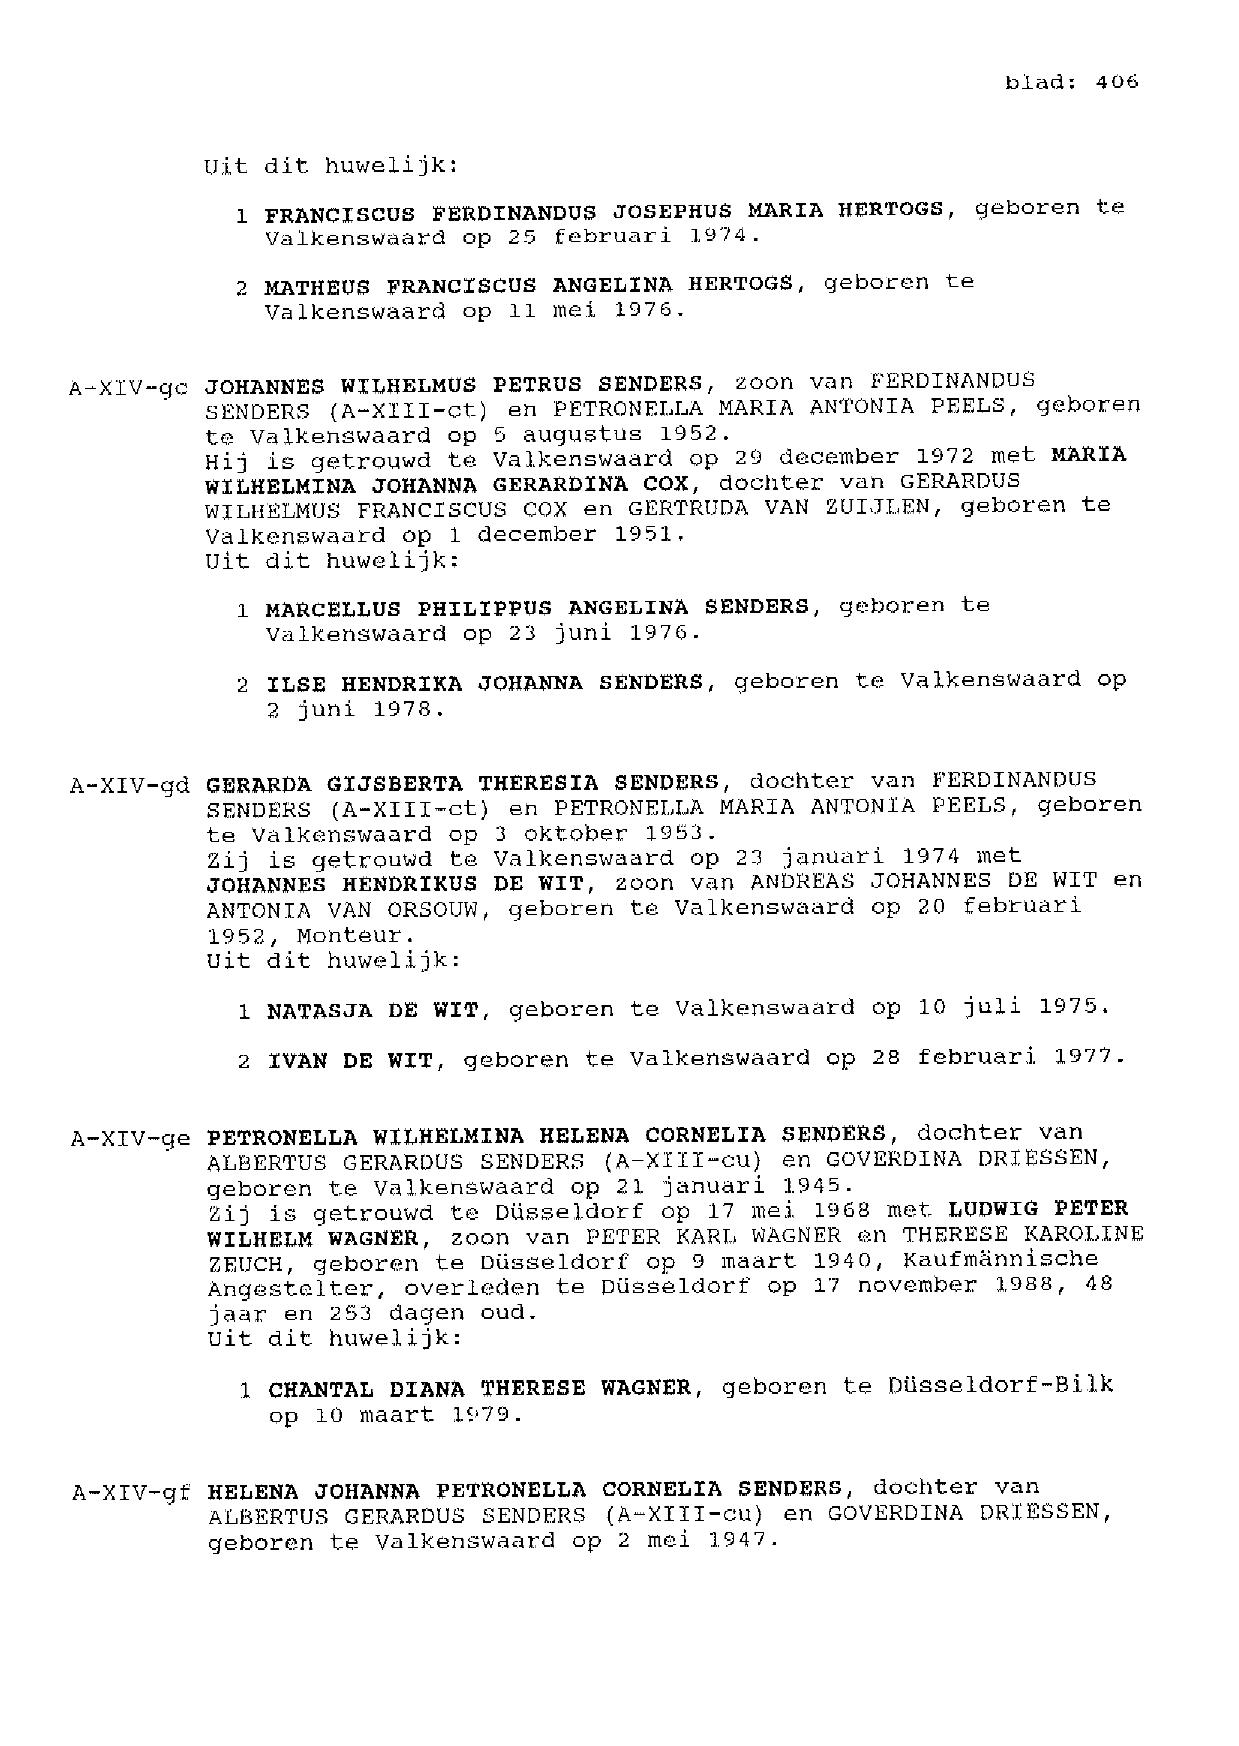 blad: 406
Uit dit huwelijk:
1 FRANCISCUS FERDINANDUS JOSEPHUS MARIA HERTOGS, geboren te
Valkenswaard op 25 februari 1974.
2 MATHEUS FRANCISCUS ANGELINA HERTOGS, geboren te
Valkenswaard op 11 mei 1976.
A-XIV-gc JOHANNES WILHELMUS PETRUS SENDERS, zoon van FERDINANDUS
SENDERS (A-XIII-ct) en PETRONELLA MARIA ANTONIA PEELS, geboren
te Valkenswaard op 5 augustus 1952.
Hij is getrouwd te Valkenswaard op 29 december 1972 met MARIA
WILHELMINA JOHANNA GERARDINA COX, dochter van GERARDUS
WILHELMUS FRANCISCUS COX en GERTRUDA VAN ZUIJLEN, geboren te
Valkenswaard op 1 december 1951.
Uit dit huwelijk:
1 MARCELLUS PHILIPPUS ANGELINA SENDERS, geboren te
Valkenswaard op 23 juni 1976.
2 ILSE HENDRIKA JOHANNA SENDERS, geboren te Valkenswaard op
2 juni 1978.
A-XIV-gd GERARDA GIJSBERTA THERESIA SENDERS, dochter van FERDINANDUS
SENDERS (A-XIII-ct) en PETRONELLA MARIA ANTONIA PEELS, geboren
te Valkenswaard op 3 oktober 1953.
Zij is getrouwd te Valkenswaard op 23 januari 1974 met
JOHANNES HENDRIKUS DE WIT, zoon van ANDREAS JOHANNES DE WIT en
ANTONIA VAN ORSOUW, geboren te Valkenswaard op 20 februari
1952, Monteur.
Uit dit huwelijk:
1 NATASJA DE WIT, geboren te Valkenswaard op 10 juli 1975.
2 IVAN DE WIT, geboren te Valkenswaard op 28 februari 1977.
A-XIV-ge PETRONELLA WILHELMINA HELENA CORNELIA SENDERS, dochter van
ALBERTUS GERARDUS SENDERS (A-XIII-cu) en GOVERDINA DRIESSEN,
geboren te Valkenswaard op 21 januari 1945.
Zij is getrouwd te Düsseldorf op 17 mei 1968 met LUDWIG PETER
WILHELM WAGNER, zoon van PETER KARL WAGNER en THERESE KAROLINE
ZEUCH, geboren te Düsseldorf op 9 maart 1940, Kaufmännische
Angestelter, overleden te Düsseldorf op 17 november 1988, 48
jaar en 253 dagen oud.
Uit dit huwelijk:
1 CHANTAL DIANA THERESE WAGNER, geboren te Düsseldorf-Bilk
op 10 maart 1979.
A-XIV-gf HELENA JOHANNA PETRONELLA CORNELIA SENDERS, dochter van
ALBERTUS GERARDUS SENDERS (A-XIII-cu) en GOVERDINA DRIESSEN,
geboren te Valkenswaard op 2 mei 1947.